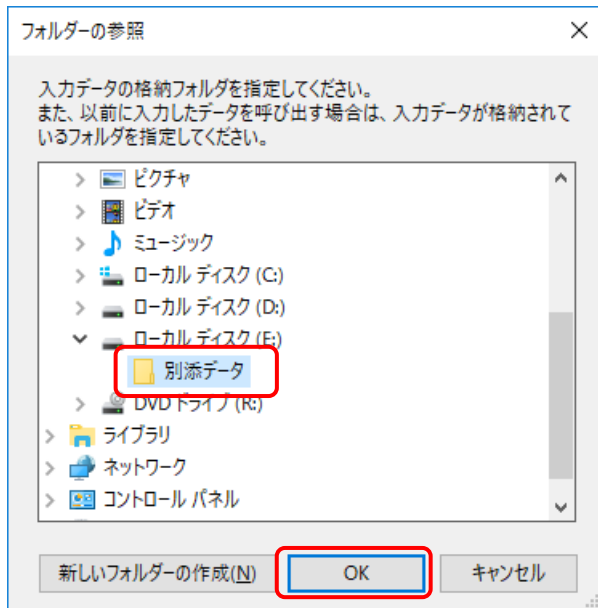 フォルダーの参照
入力データの格納フォルダを指定してください。
また、以前に入力したデータを呼び出す場合は、入力データが格納されて
いるフォルダを指定してください。
ピクチャ
ビデオ
ミュージック
ローカル ディスク (C:)
ローカル ディスク (D:)
ローカル ディスク (E:)
別添データ
DVD ドライブ (R:)
ライブラリ
ネットワーク
コントロール パネル
新しいフォルダーの作成(N) OK キャンセル